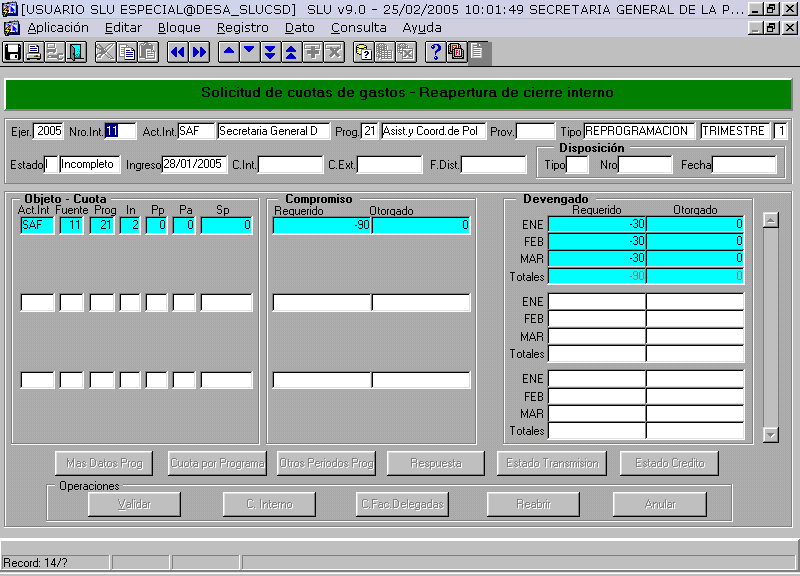 [USUARIO SLU ESPECIAL@DESA_SLUCSD] SLU v9.0 - 25/02/2005 10:01:49 SECRETARIA GENERAL DE LA P...
Aplicación Editar Bloque Registro Dato Consulta Ayuda
Solicitud de cuotas de gastos - Reapertura de cierre interno
Ejer. 2005 Nro.Int. 11 Act.Int. SAF Secretaria General D Prog. 21 Asist.y Coord.de Pol Prov. Tipo REPROGRAMACION TRIMESTRE 1
Disposición
Estado I Incompleto Ingreso 28/01/2005 C.Int. C.Ext. F.Dist. Tipo Nro Fecha
Objeto - Cuota Compromiso Devengado
Act.Int Fuente Prog In Pp Pa Sp Requerido Otorgado Requerido Otorgado
SAF 11 21 2 0 0 0 -90 0 ENE -30 0
FEB -30 0
MAR -30 0
Totales -90 0
ENE
FEB
MAR
Totales
ENE
FEB
MAR
Totales
Mas Datos Prog Cuota por Programa Otros Periodos Prog Respuesta Estado Transmision Estado Credito
Operaciones
Validar C. Interno C.Fac.Delegadas Reabrir Anular
Record: 14/?